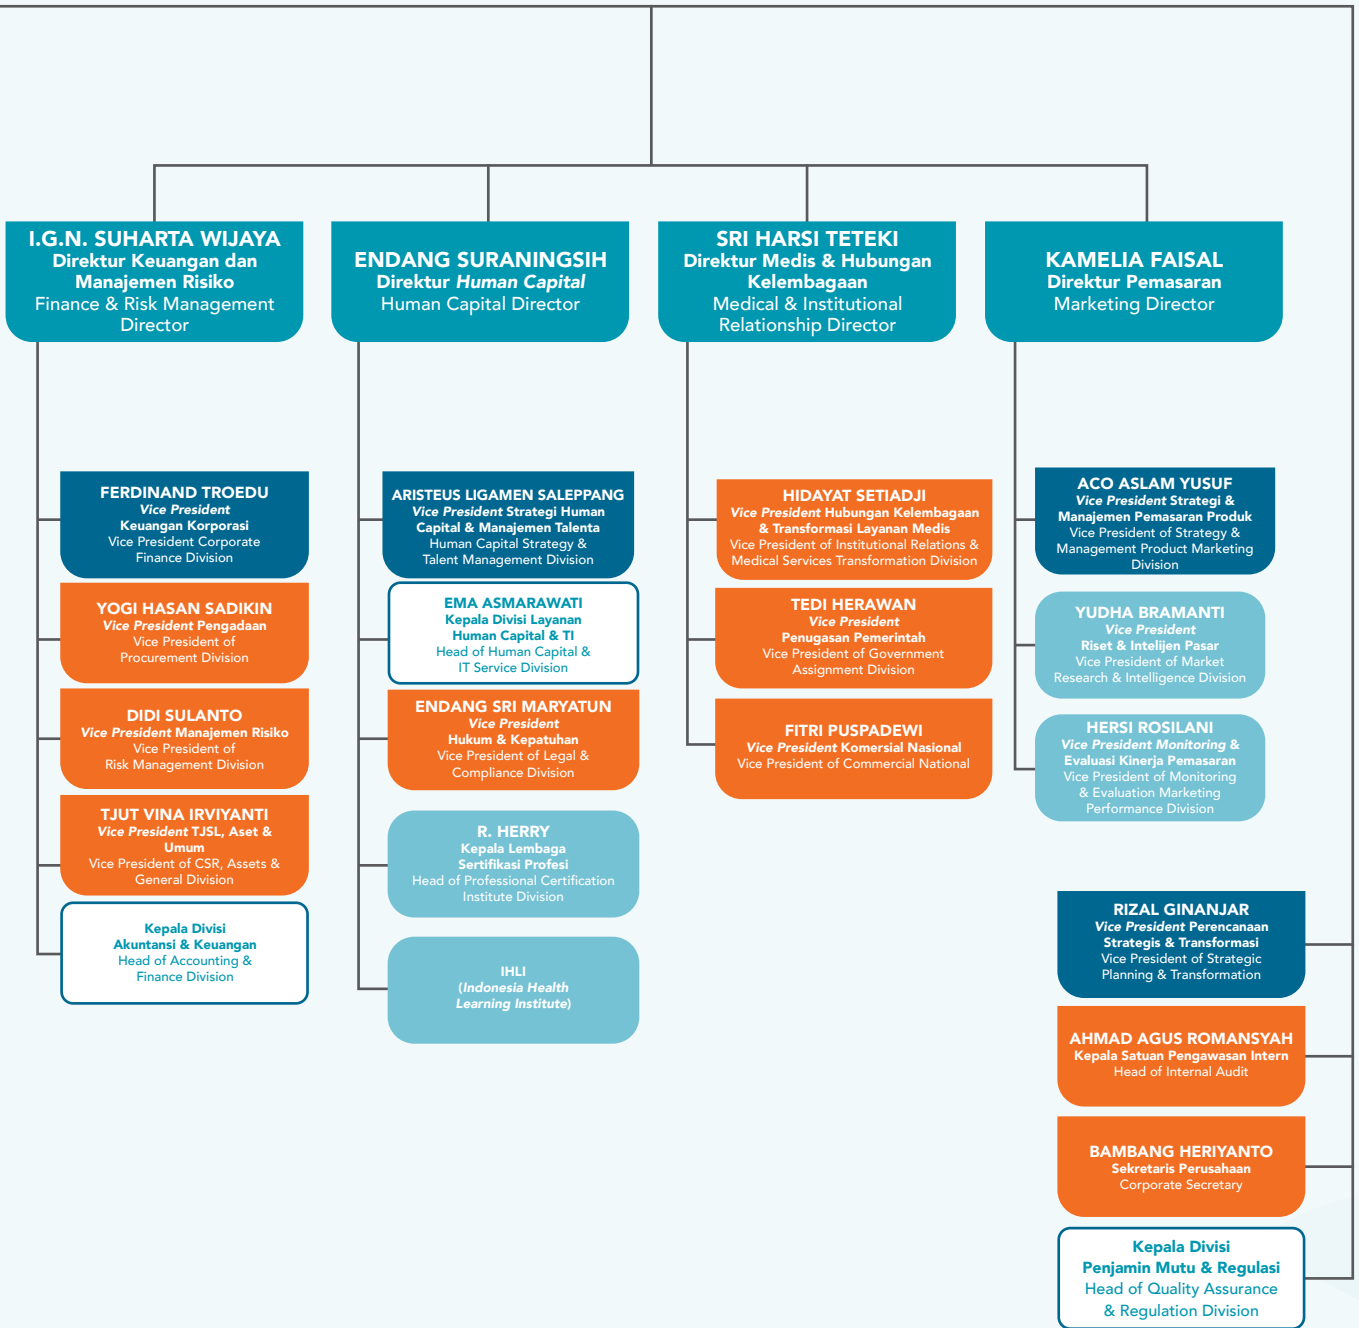 I.G.N. SUHARTA WIJAYA
Direktur Keuangan dan
Manajemen Risiko
Finance & Risk Management
Director
ENDANG SURANINGSIH
Direktur Human Capital
Human Capital Director
SRI HARSI TETEKI
Direktur Medis & Hubungan
Kelembagaan
Medical & Institutional
Relationship Director
KAMELIA FAISAL
Direktur Pemasaran
Marketing Director
FERDINAND TROEDU
Vice President
Keuangan Korporasi
Vice President Corporate
Finance Division
YOGI HASAN SADIKIN
Vice President Pengadaan
Vice President of
Procurement Division
DIDI SULANTO
Vice President Manajemen Risiko
Vice President of
Risk Management Division
TJUT VINA IRVIYANTI
Vice President TJSL, Aset &
Umum
Vice President of CSR, Assets &
General Division
Kepala Divisi
Akuntansi & Keuangan
Head of Accounting &
Finance Division
ARISTEUS LIGAMEN SALEPPANG
Vice President Strategi Human
Capital & Manajemen Talenta
Human Capital Strategy &
Talent Management Division
EMA ASMARAWATI
Kepala Divisi Layanan
Human Capital & TI
Head of Human Capital &
IT Service Division
ENDANG SRI MARYATUN
Vice President
Hukum & Kepatuhan
Vice President of Legal &
Compliance Division
R. HERRY
Kepala Lembaga
Sertifikasi Profesi
Head of Professional Certification
Institute Division
IHLI
(Indonesia Health
Learning Institute)
HIDAYAT SETIADJI
Vice President Hubungan Kelembagaan
& Transformasi Layanan Medis
Vice President of Institutional Relations &
Medical Services Transformation Division
TEDI HERAWAN
Vice President
Penugasan Pemerintah
Vice President of Government
Assignment Division
FITRI PUSPADEWI
Vice President Komersial Nasional
Vice President of Commercial National
ACO ASLAM YUSUF
Vice President Strategi &
Manajemen Pemasaran Produk
Vice President of Strategy &
Management Product Marketing
Division
YUDHA BRAMANTI
Vice President
Riset & Intelijen Pasar
Vice President of Market
Research & Intelligence Division
HERSI ROSILANI
Vice President Monitoring &
Evaluasi Kinerja Pemasaran
Vice President of Monitoring
& Evaluation Marketing
Performance Division
RIZAL GINANJAR
Vice President Perencanaan
Strategis & Transformasi
Vice President of Strategic
Planning & Transformation
AHMAD AGUS ROMANSYAH
Kepala Satuan Pengawasan Intern
Head of Internal Audit
BAMBANG HERIYANTO
Sekretaris Perusahaan
Corporate Secretary
Kepala Divisi
Penjamin Mutu & Regulasi
Head of Quality Assurance
& Regulation Division